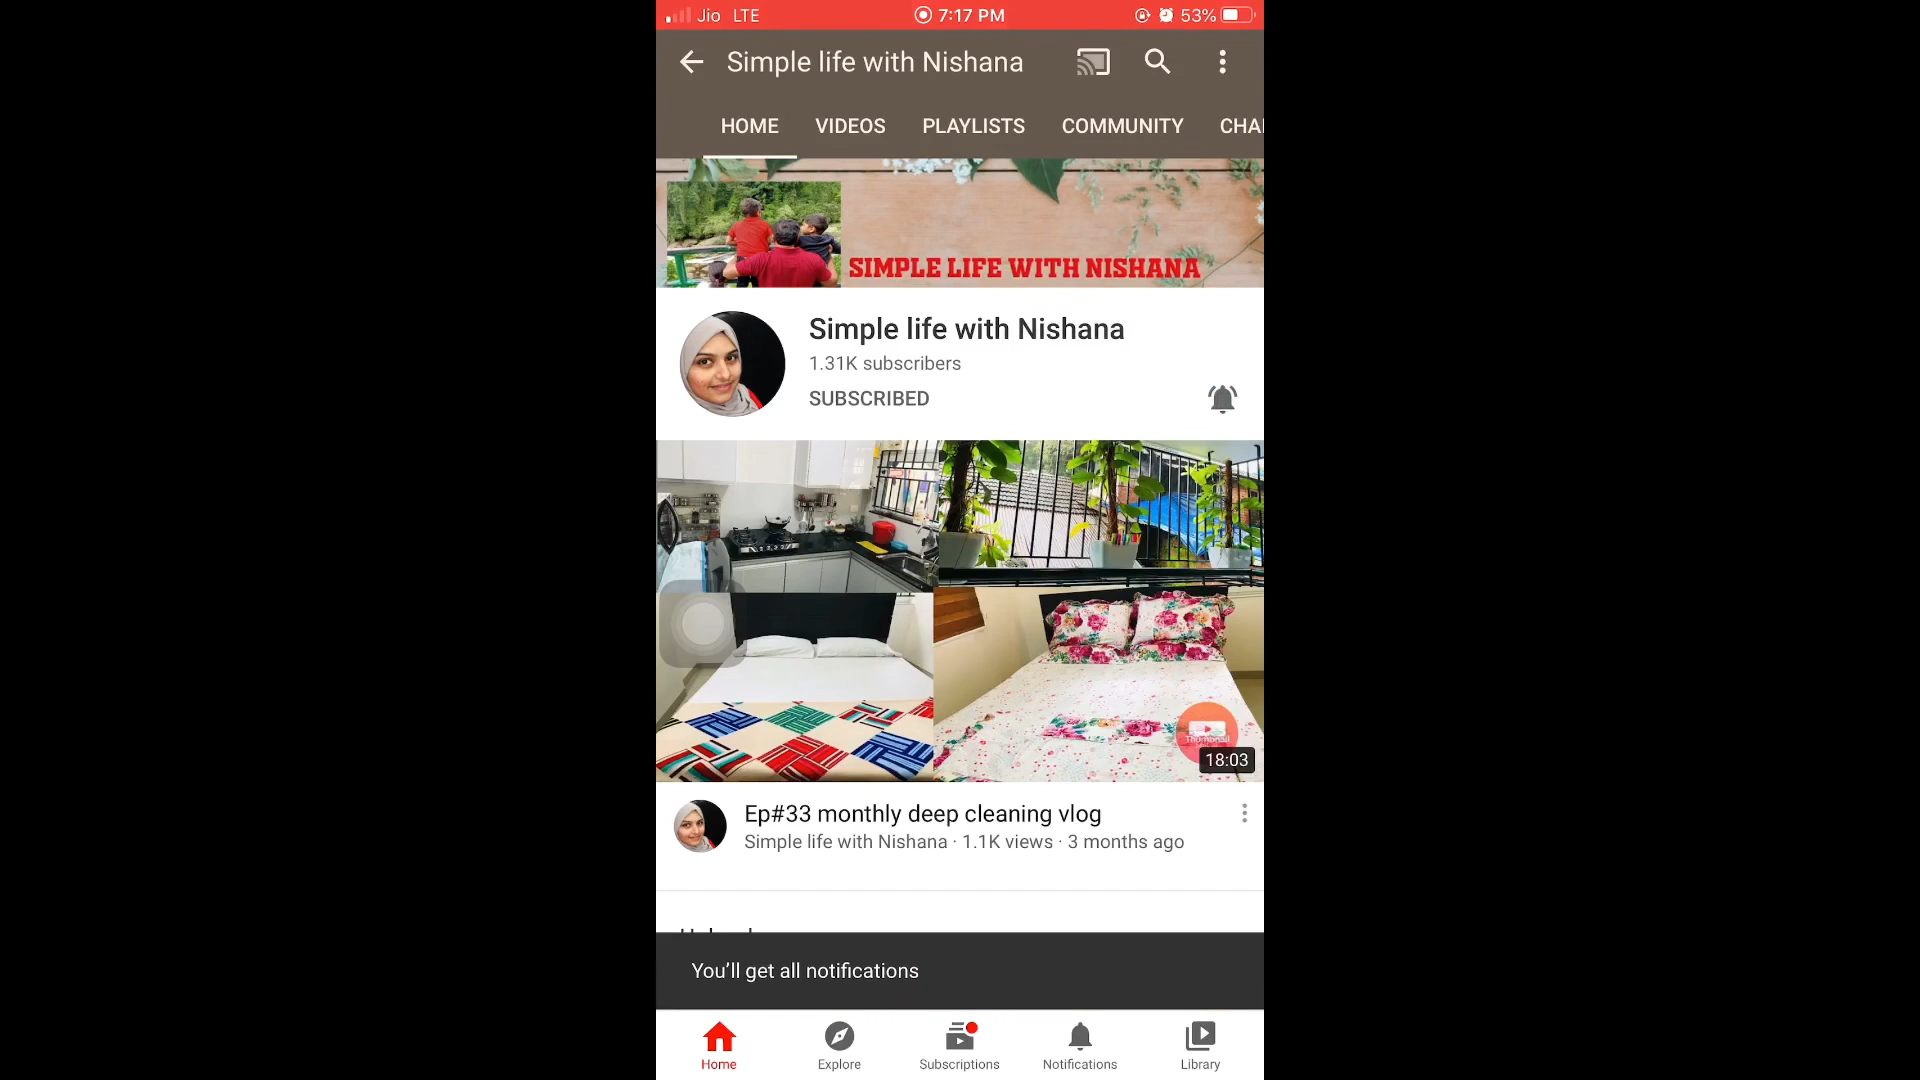 Jio LTE 7:17 PM 53%
Simple life with Nishana
HOME VIDEOS PLAYLISTS COMMUNITY CHA
SIMPLE LIFE WITH NISHANA
Simple life with Nishana
1.31K subscribers
SUBSCRIBED
Thumbnail
18:03
Ep#33 monthly deep cleaning vlog
Simple life with Nishana · 1.1K views · 3 months ago
You’ll get all notifications
Home Explore Subscriptions Notifications Library